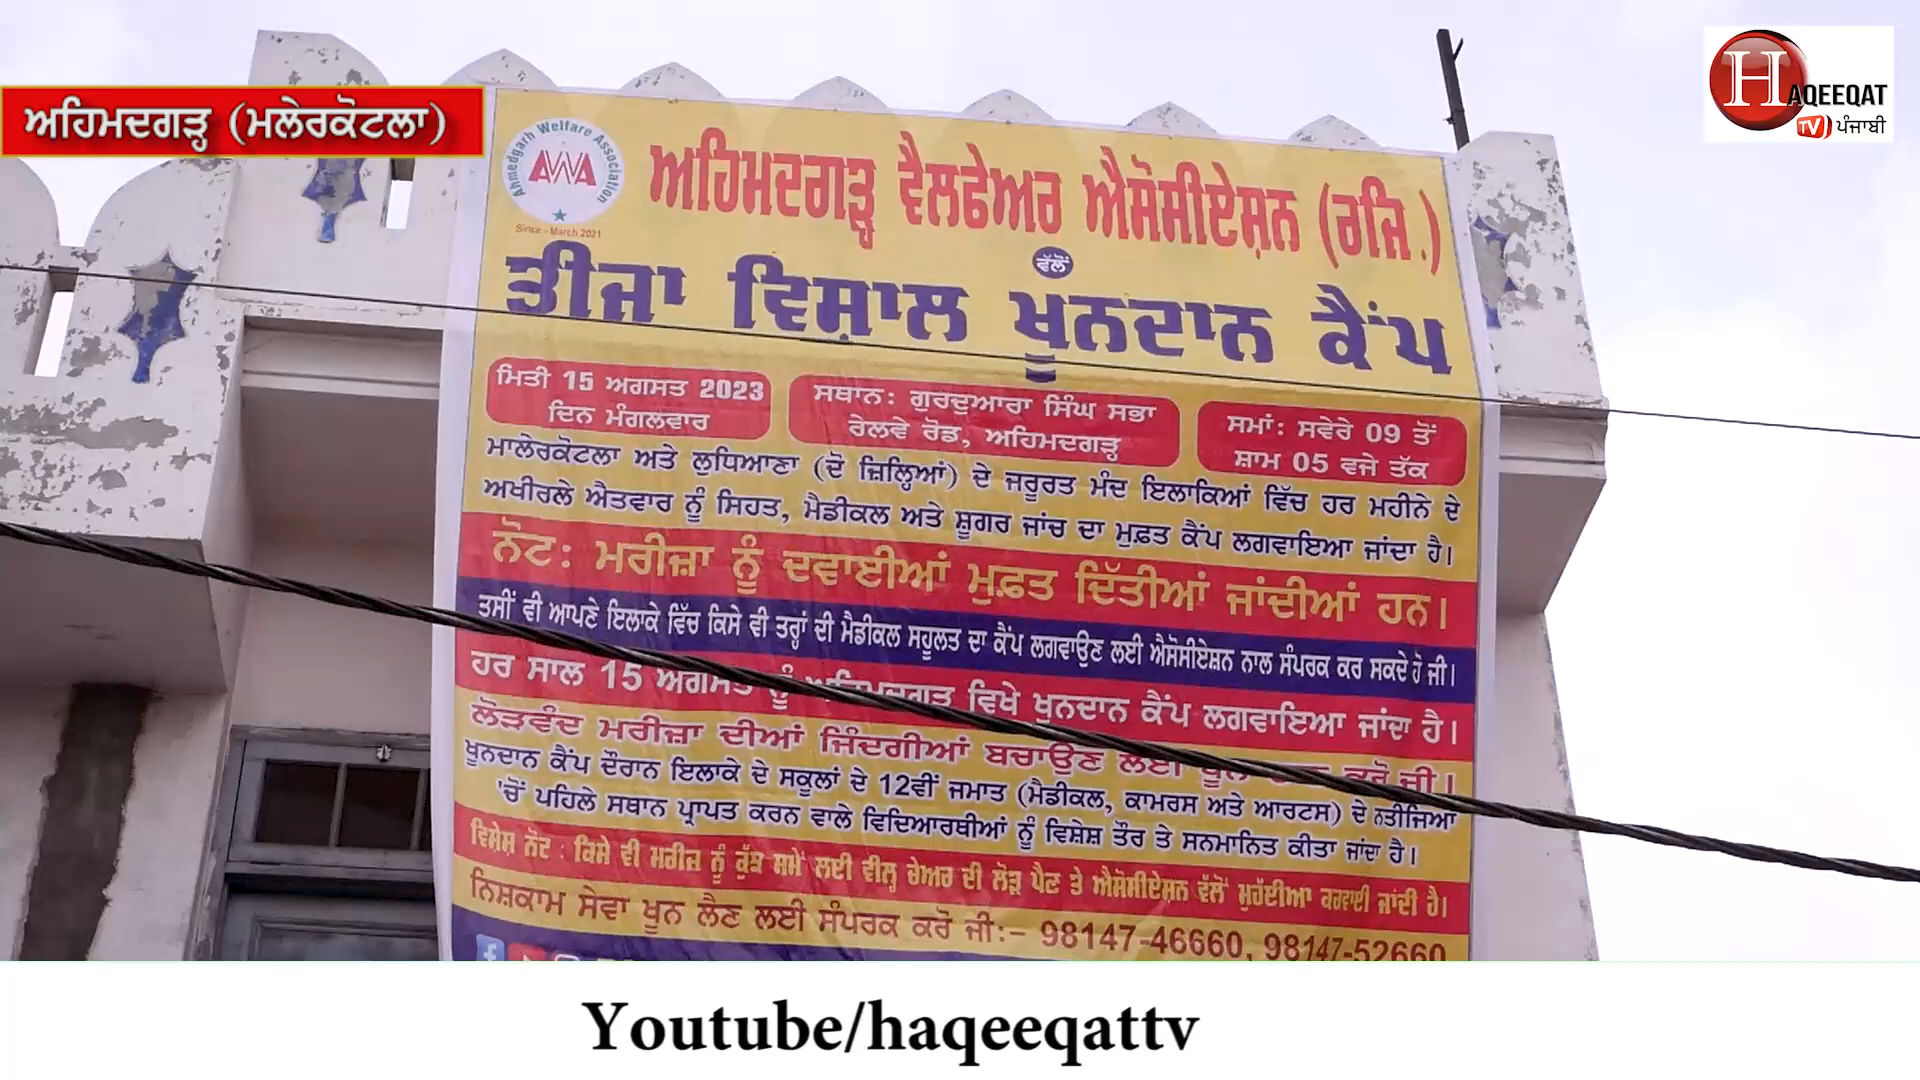 ਅਹਿਮਦਗੜ੍ਹ (ਮਲੇਰਕੋਟਲਾ)
HAQEEQAT
TV ਪੰਜਾਬੀ
Ahmedgarh Welfare Association
AWA
Since - March 2021
ਅਹਿਮਦਗੜ੍ਹ ਵੈਲਫੇਅਰ ਐਸੋਸੀਏਸ਼ਨ (ਰਜਿ.)
ਵੱਲੋਂ
ਤੀਜਾ ਵਿਸ਼ਾਲ ਖੂਨਦਾਨ ਕੈਂਪ
ਮਿਤੀ 15 ਅਗਸਤ 2023
ਦਿਨ ਮੰਗਲਵਾਰ
ਸਥਾਨ: ਗੁਰਦੁਆਰਾ ਸਿੰਘ ਸਭਾ
ਰੇਲਵੇ ਰੋਡ, ਅਹਿਮਦਗੜ੍ਹ
ਸਮਾਂ: ਸਵੇਰੇ 09 ਤੋਂ
ਸ਼ਾਮ 05 ਵਜੇ ਤੱਕ
ਮਾਲੇਰਕੋਟਲਾ ਅਤੇ ਲੁਧਿਆਣਾ (ਦੋ ਜ਼ਿਲ੍ਹਿਆਂ) ਦੇ ਜਰੂਰਤ ਮੰਦ ਇਲਾਕਿਆਂ ਵਿੱਚ ਹਰ ਮਹੀਨੇ ਦੇ
ਅਖੀਰਲੇ ਐਤਵਾਰ ਨੂੰ ਸਿਹਤ, ਮੈਡੀਕਲ ਅਤੇ ਸ਼ੂਗਰ ਜਾਂਚ ਦਾ ਮੁਫ਼ਤ ਕੈਂਪ ਲਗਵਾਇਆ ਜਾਂਦਾ ਹੈ।
ਨੋਟ: ਮਰੀਜ਼ਾ ਨੂੰ ਦਵਾਈਆਂ ਮੁਫ਼ਤ ਦਿੱਤੀਆਂ ਜਾਂਦੀਆਂ ਹਨ।
ਤਸੀਂ ਵੀ ਆਪਣੇ ਇਲਾਕੇ ਵਿੱਚ ਕਿਸੇ ਵੀ ਤਰ੍ਹਾਂ ਦੀ ਮੈਡੀਕਲ ਸਹੂਲਤ ਦਾ ਕੈਂਪ ਲਗਵਾਉਣ ਲਈ ਐਸੋਸੀਏਸ਼ਨ ਨਾਲ ਸੰਪਰਕ ਕਰ ਸਕਦੇ ਹੋ ਜੀ।
ਹਰ ਸਾਲ 15 ਅਗਸਤ ਨੂੰ ਅਹਿਮਦਗੜ ਵਿਖੇ ਖੂਨਦਾਨ ਕੈਂਪ ਲਗਵਾਇਆ ਜਾਂਦਾ ਹੈ।
ਲੋੜਵੰਦ ਮਰੀਜ਼ਾ ਦੀਆਂ ਜਿੰਦਗੀਆਂ ਬਚਾਉਣ ਲਈ ਖੂਨ ਕਰੋ ਜੀ।
ਖੂਨਦਾਨ ਕੈਂਪ ਦੌਰਾਨ ਇਲਾਕੇ ਦੇ ਸਕੂਲਾਂ ਦੇ 12ਵੀਂ ਜਮਾਤ (ਮੈਡੀਕਲ, ਕਾਮਰਸ ਅਤੇ ਆਰਟਸ) ਦੇ ਨਤੀਜਿਆ
'ਚੋਂ ਪਹਿਲੇ ਸਥਾਨ ਪ੍ਰਾਪਤ ਕਰਨ ਵਾਲੇ ਵਿਦਿਆਰਥੀਆਂ ਨੂੰ ਵਿਸ਼ੇਸ਼ ਤੌਰ ਤੇ ਸਨਮਾਨਿਤ ਕੀਤਾ ਜਾਂਦਾ ਹੈ।
ਵਿਸ਼ੇਸ਼ ਨੋਟ : ਕਿਸੇ ਵੀ ਮਰੀਜ਼ ਨੂੰ ਕੁੱਝ ਸਮੇਂ ਲਈ ਵੀਲ੍ਹ ਚੇਅਰ ਦੀ ਲੋੜ ਪੈਣ ਤੇ ਐਸੋਸੀਏਸ਼ਨ ਵੱਲੋਂ ਮੁਹੱਈਆ ਕਰਵਾਈ ਜਾਂਦੀ ਹੈ।
ਨਿਸ਼ਕਾਮ ਸੇਵਾ ਖੂਨ ਲੈਣ ਲਈ ਸੰਪਰਕ ਕਰੋ ਜੀ:- 98147-46660, 98147-52660
Youtube/haqeeqattv